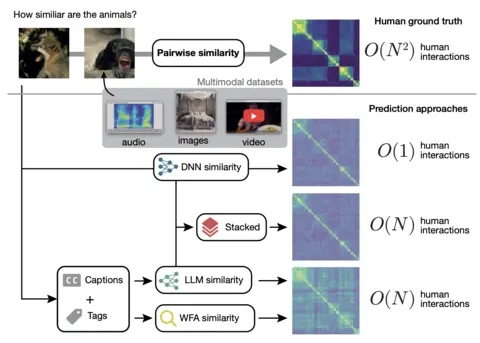 How similiar are the animals?
Human ground truth
Pairwise similarity
O(N²) human interactions
Multimodal datasets
audio
images
video
Prediction approaches
DNN similarity
O(1) human interactions
Stacked
O(N) human interactions
CC Captions
+
Tags
LLM similarity
WFA similarity
O(N) human interactions